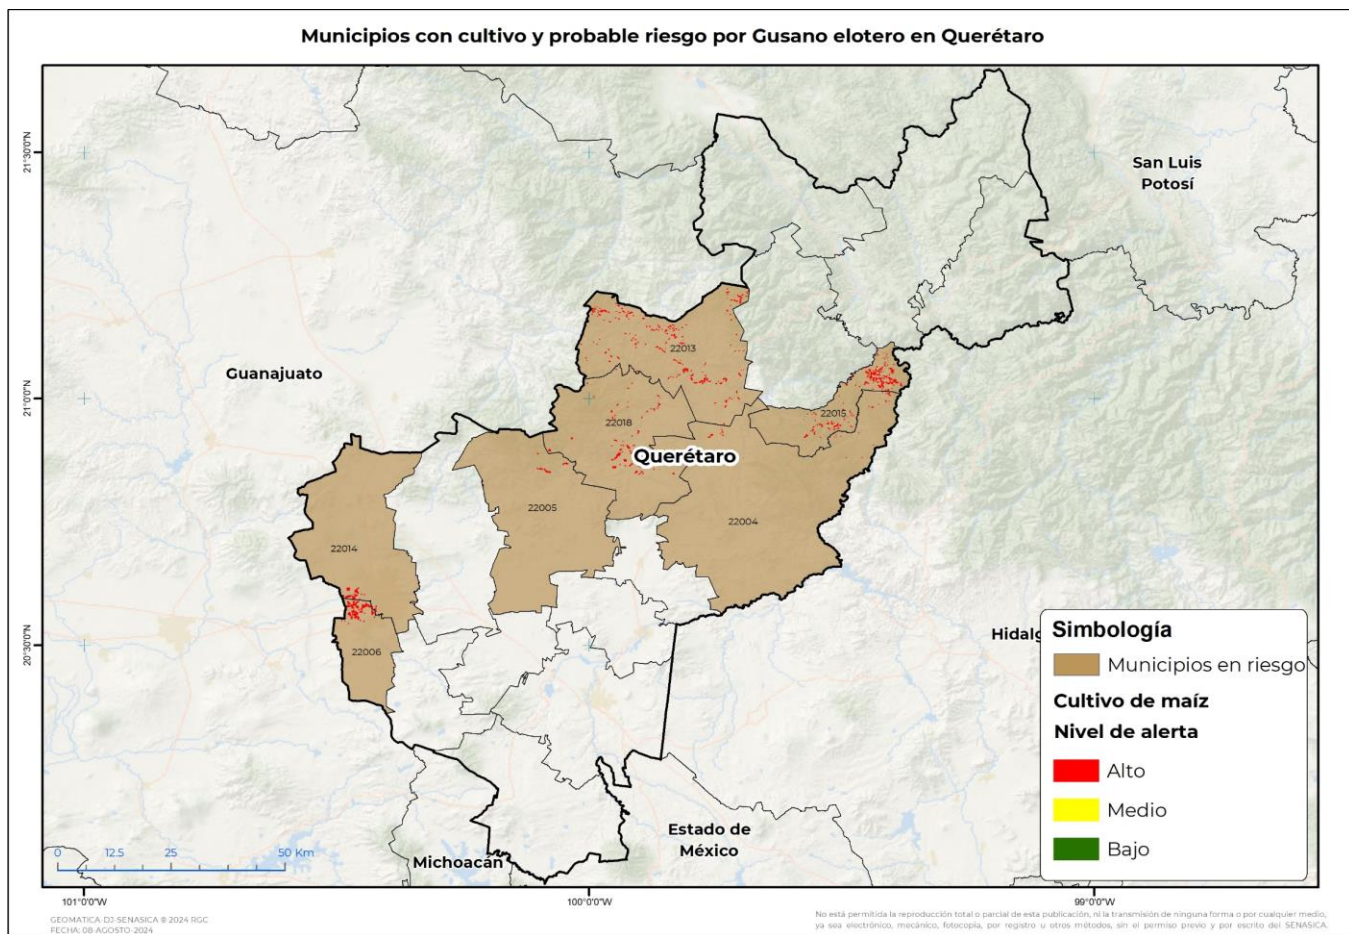 Municipios con cultivo y probable riesgo por Gusano elotero en Querétaro
21°30'0"N
21°0'0"N
20°30'0"N
San Luis
Potosí
Guanajuato
22013
22015
22018
Querétaro
22005
22004
22014
22006
Hidalg
Estado de
México
Michoacán
0 12.5 25 50 Km
Simbología
Municipios en riesgo
Cultivo de maíz
Nivel de alerta
Alto
Medio
Bajo
101°0'0"W
100°0'0"W
99°0'0"W
GEOMATICA-DJ-SENASICA ® 2024 RGC
FECHA: 08-AGOSTO-2024
No está permitida la reproducción total o parcial de esta publicación, ni la transmisión de ninguna forma o por cualquier medio,
ya sea electrónico, mecánico, fotocopia, por registro u otros métodos, sin el permiso previo y por escrito del SENASICA.